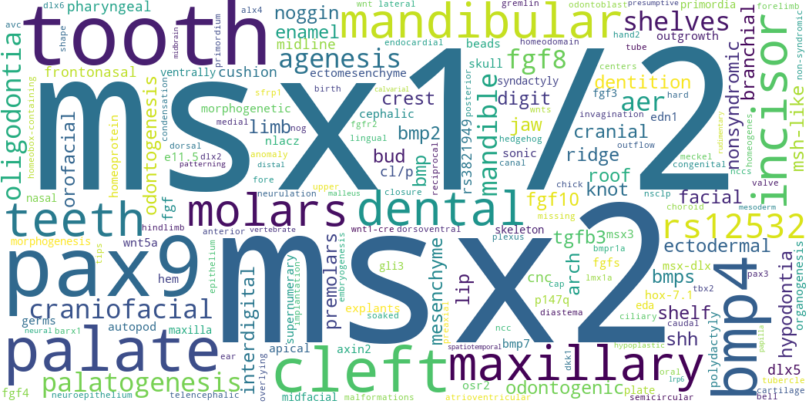 dlx6
pharyngeal
tooth
alx4
noggin
enamel
midline
agenesis
wnt lateral
gremlin
odontoblast
presumptive
forelimb
mandibular
shelves
avc
shape
primordium
midbrain
endocardial
homeodomain
hand2
tube
outgrowth
primordia
branchial
incisor
non-syndromic
msh-like
oligodontia
homeobox-containing
frontonasal
orofacial
homeoprotein
odontogenesis
condensation
ventrally
cushion
ectomesenchyme
sfrp1
birth
calvarial
morphogenetic
crest
medial
limb
nog
cephalic
fgfr2
dorsal
nlacz
lingual
bud
e11.5
dlx2
patterning
anomaly
distal
cl/p
msx1/2
beads
skull
syndactyly
posterior
fgf8
wnts
digit
jaw
hedgehog
sonic
canal
bmp2
bmp
reciprocal
mandible
rs3821949
centers
fgf3
hard
aer
dentition
invagination
rudimentary
edn1
cranial
outflow
ridge
meckel
congenital
homeogenes
nonsyndromic
nasal
fgf
fore
neurulation
upper
malleus
closure
chick
fgf10
missing
roof
knot
nsclp
nccs
mesoderm
valve
facial
teeth
hindlimb
molars
dental
anterior
vertebrate
wnt1-cre
dorsoventral
skeleton
plexus
tgfb3
msx3
bmpr1a
choroid
rs12532
ectodermal
morphogenesis
wnt5a
tips
pax9
hem
epithelium
gli3
msx2
embryogenesis
premolars
mesenchyme
explants
soaked
lip
cnc
cap
p147q
diastema
arch
fgfs
lmx1a
bmps
msx-dlx
hox-7.1
tbx2
pax3
eda
ciliary
organogenesis
hypodontia
craniofacial
germs
autopod
neural
barx1
maxilla
interdigital
supernumerary
implantation
ncc
bmp7
spatiotemporal
shelf
caudal
shh
polydactyly
hypoplastic
bmp4
dlx5
papilla
palate
ear
apical
axin2
overlying
cleft
maxillary
dkk1
osr2
oral
lrp6
tubercle
cartilage
bell
palatogenesis
fgf4
neuroepithelium
telencephalic
midfacial
malformations
atrioventricular
odontogenic
plate
semicircular